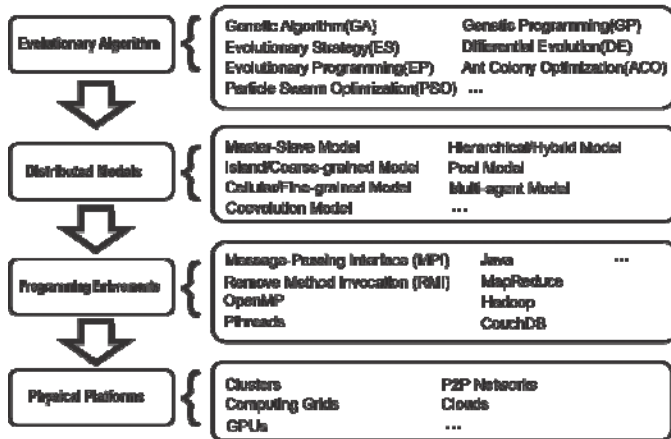 Evolutionary Algorithm
Genetic Algorithm(GA) Genetic Programming(GP)
Evolutionary Strategy(ES) Differential Evolution(DE)
Evolutionary Programming(EP) Ant Colony Optimization(ACO)
Particle Swarm Optimization(PSO) ...
Distributed Models
Master-Slave Model Hierarchical/Hybrid Model
Island/Coarse-grained Model Pool Model
Cellular/Fine-grained Model Multi-agent Model
Coevolution Model ...
Programming Enirvoments
Message-Passing Interface (MPI) Java ...
Remove Method Invocation (RMI) MapReduce
OpenMP Hadoop
Pthreads CouchDB
Physical Platforms
Clusters P2P Networks
Computing Grids Clouds
GPUs ...